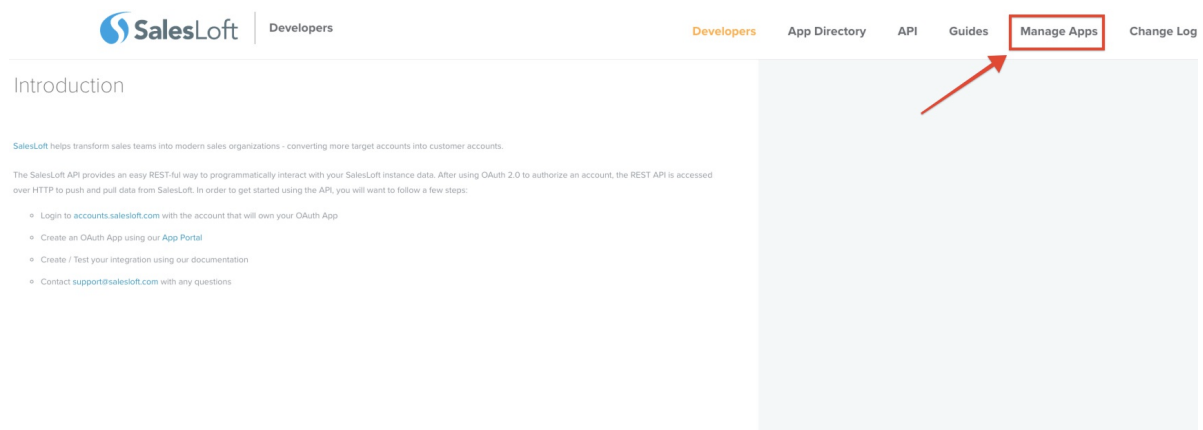 SalesLoft
Developers
Developers App Directory API Guides Manage Apps Change Log
Introduction
SalesLoft helps transform sales teams into modern sales organizations - converting more target accounts into customer accounts.
The SalesLoft API provides an easy REST-ful way to programmatically interact with your SalesLoft instance data. After using OAuth 2.0 to authorize an account, the REST API is accessed
over HTTP to push and pull data from SalesLoft. In order to get started using the API, you will want to follow a few steps:
Login to accounts.salesloft.com with the account that will own your OAuth App
Create an OAuth App using our App Portal
Create / Test your integration using our documentation
Contact support@salesloft.com with any questions